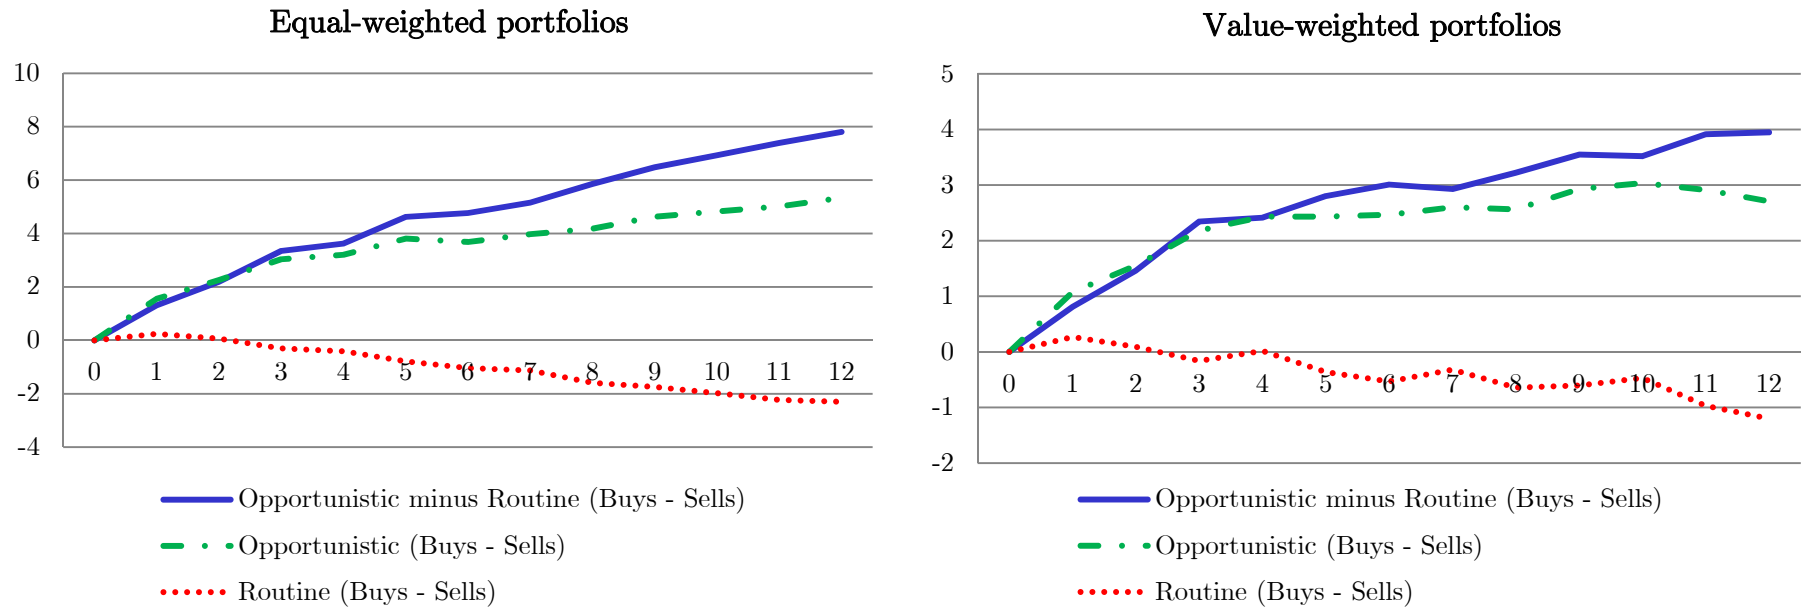 Equal-weighted portfolios
10
8
6
4
2
0
-2
-4
0 1 2 3 4 5 6 7 8 9 10 11 12
Opportunistic minus Routine (Buys - Sells)
Opportunistic (Buys - Sells)
Routine (Buys - Sells)
Value-weighted portfolios
5
4
3
2
1
0
-1
-2
0 1 2 3 4 5 6 7 8 9 10 11 12
Opportunistic minus Routine (Buys - Sells)
Opportunistic (Buys - Sells)
Routine (Buys - Sells)